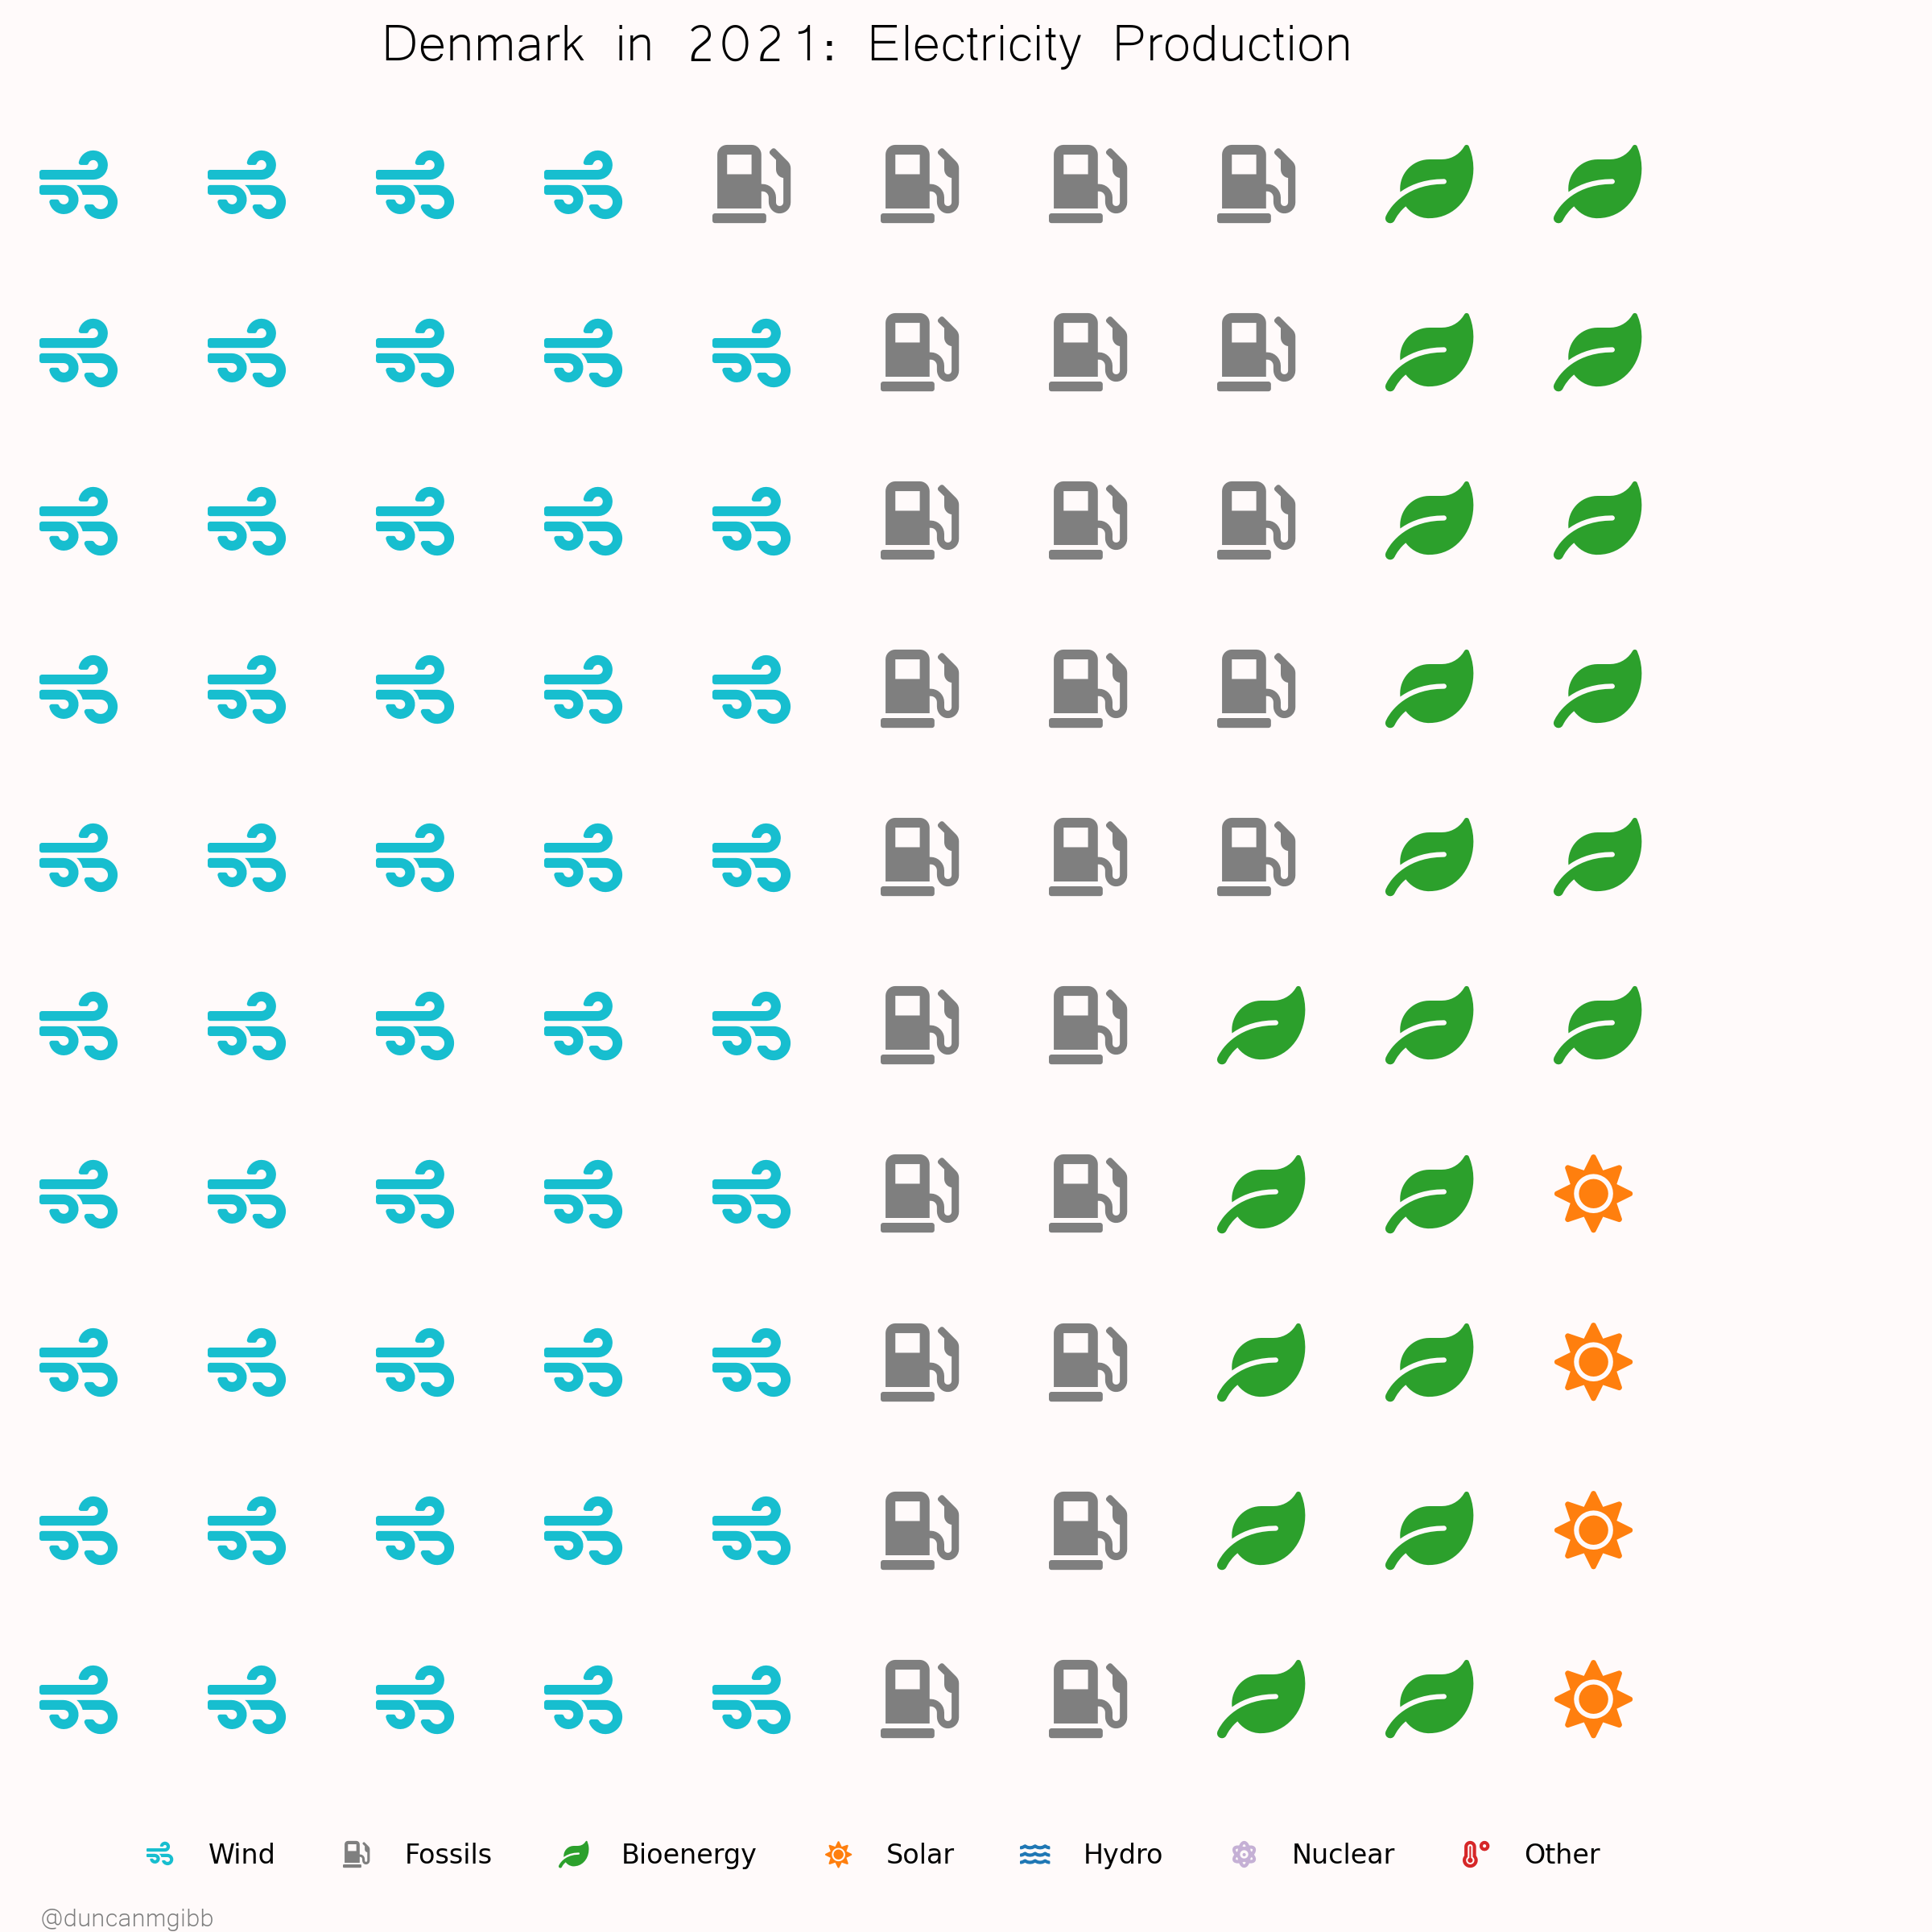 Denmark in 2021: Electricity Production
Wind Fossils Bioenergy Solar Hydro Nuclear Other
@duncanmgibb